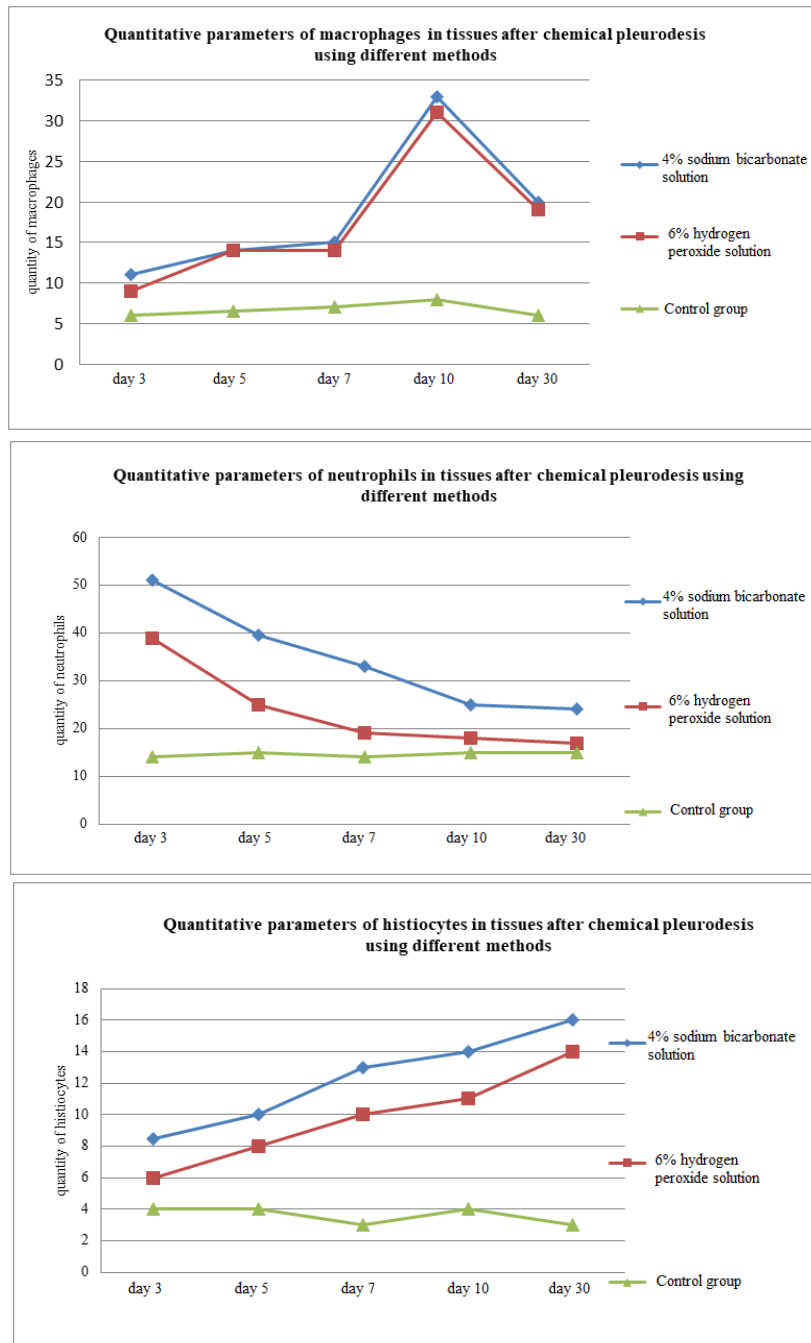 Quantitative parameters of macrophages in tissues after chemical pleurodesis
using different methods
quantity of macrophages
35
30
25
20
15
10
5
0
day 3
day 5
day 7
day 10
day 30
4% sodium bicarbonate
solution
6% hydrogen
peroxide solution
Control group
Quantitative parameters of neutrophils in tissues after chemical pleurodesis using
different methods
quantity of neutrophils
60
50
40
30
20
10
0
day 3
day 5
day 7
day 10
day 30
4% sodium bicarbonate
solution
6% hydrogen
peroxide solution
Control group
Quantitative parameters of histiocytes in tissues after chemical pleurodesis
using different methods
quantity of histiocytes
18
16
14
12
10
8
6
4
2
0
day 3
day 5
day 7
day 10
day 30
4% sodium bicarbonate
solution
6% hydrogen
peroxide solution
Control group